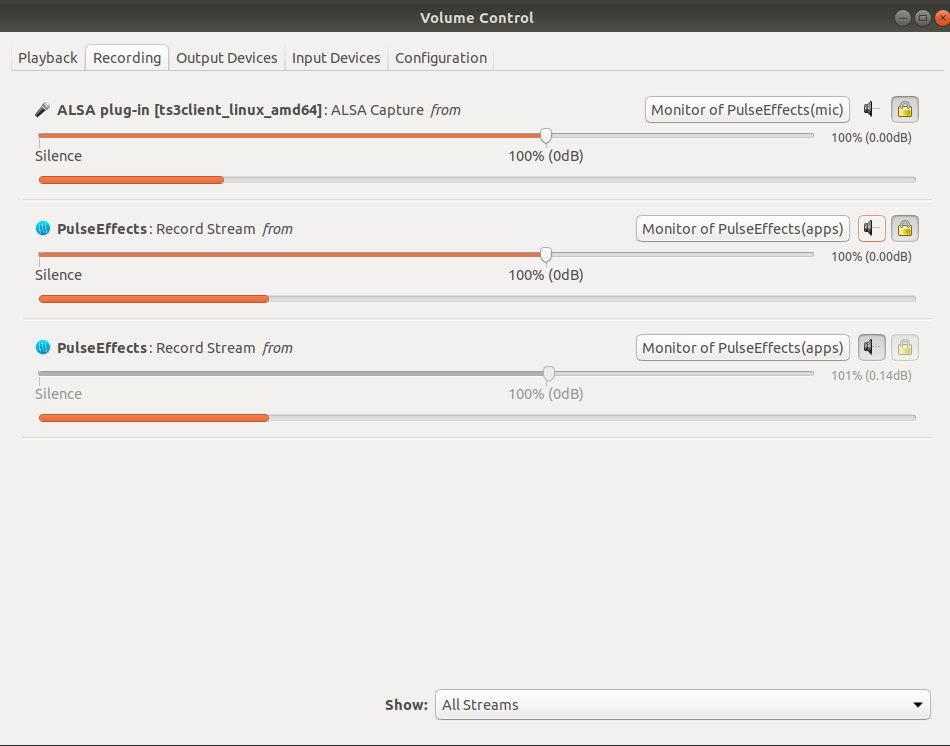 Volume Control
Playback Recording Output Devices Input Devices Configuration
ALSA plug-in [ts3client_linux_amd64]: ALSA Capture from Monitor of PulseEffects(mic)
100% (0.00dB)
Silence 100% (0dB)
PulseEffects: Record Stream from Monitor of PulseEffects(apps)
100% (0.00dB)
Silence 100% (0dB)
PulseEffects: Record Stream from Monitor of PulseEffects(apps)
101% (0.14dB)
Silence 100% (0dB)
Show: All Streams